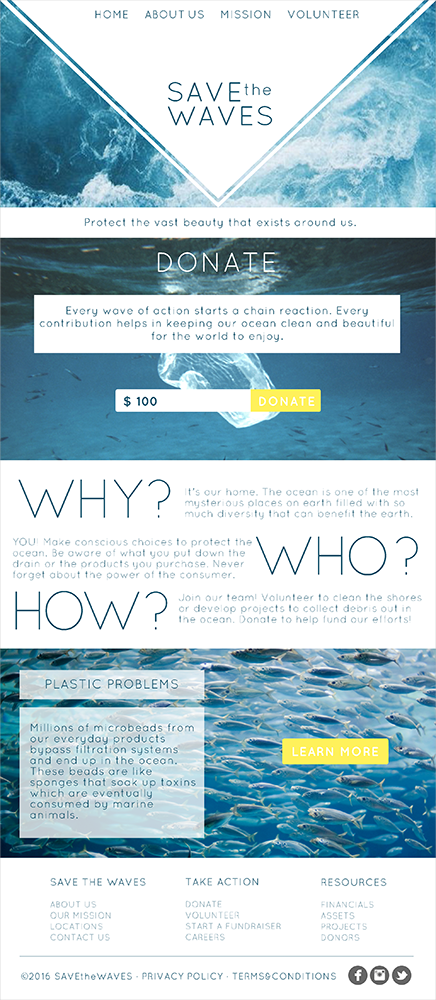 HOME ABOUT US MISSION VOLUNTEER
SAVE the
WAVES
Protect the vast beauty that exists around us.
DONATE
Every wave of action starts a chain reaction. Every
contribution helps in keeping our ocean clean and beautiful
for the world to enjoy.
$ 100 DONATE
WHY?
It's our home. The ocean is one of the most
mysterious places on earth filled with so
much diversity that can benefit the earth.
YOU! Make conscious choices to protect the
ocean. Be aware of what you put down the
drain or the products you purchase. Never
forget about the power of the consumer.
WHO?
HOW?
Join our team! Volunteer to clean the shores
or develop projects to collect debris out in
the ocean. Donate to help fund our efforts!
PLASTIC PROBLEMS
Millions of microbeads from
our everyday products
bypass filtration systems
and end up in the ocean.
These beads are like
sponges that soak up toxins
which are eventually
consumed by marine
animals.
LEARN MORE
SAVE THE WAVES
ABOUT US
OUR MISSION
LOCATIONS
CONTACT US
TAKE ACTION
DONATE
VOLUNTEER
START A FUNDRAISER
CAREERS
RESOURCES
FINANCIALS
ASSETS
PROJECTS
DONORS
©2016 SAVEtheWAVES · PRIVACY POLICY · TERMS&CONDITIONS